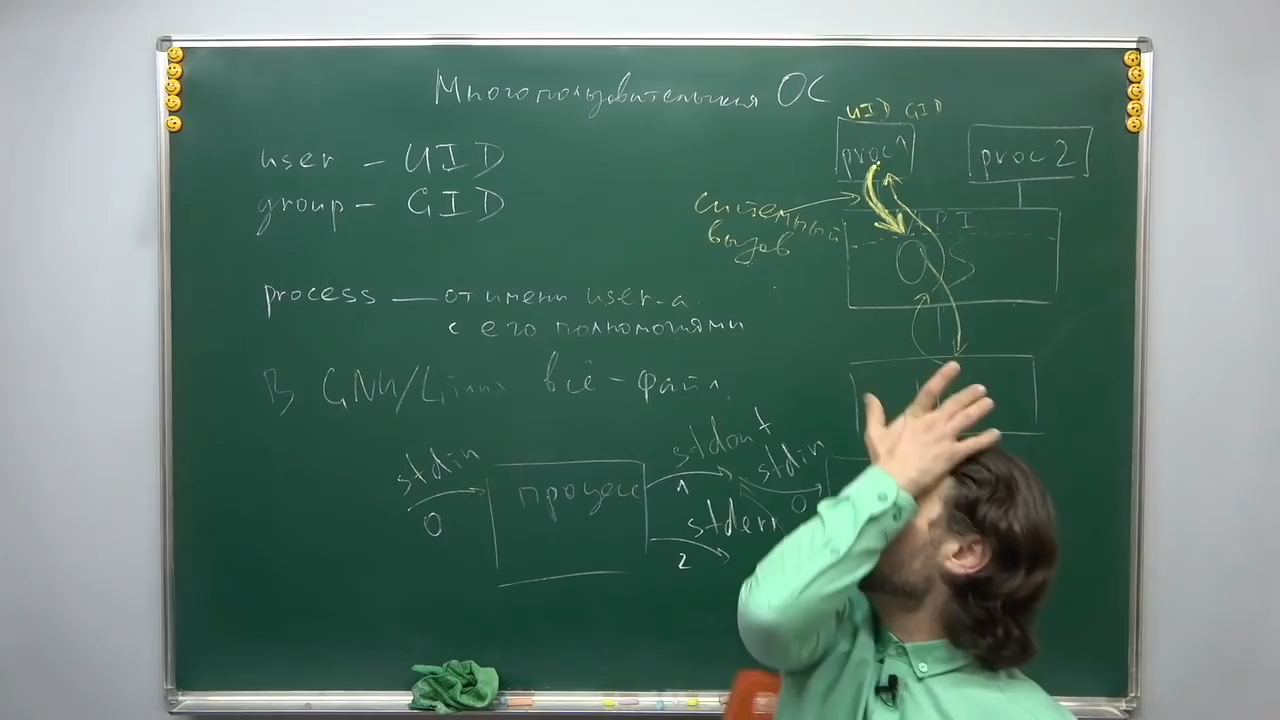 Многопользовательская ОС
user - UID
group - GID
process — от имени user-а
с его полномочиями
В GNU/Linux всё - файл.
stdin
0
процесс
stdout
1
stderr
2
stdin
0
UID GID
proc 1
proc 2
системный
вызов
API
OS